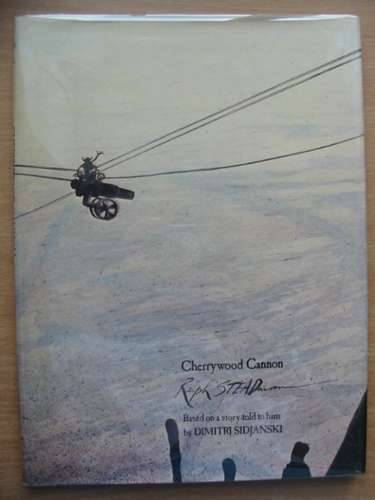 Cherrywood Cannon
Ralph STEADman
Based on a story told to him
by DIMITRI SIDJANSKI